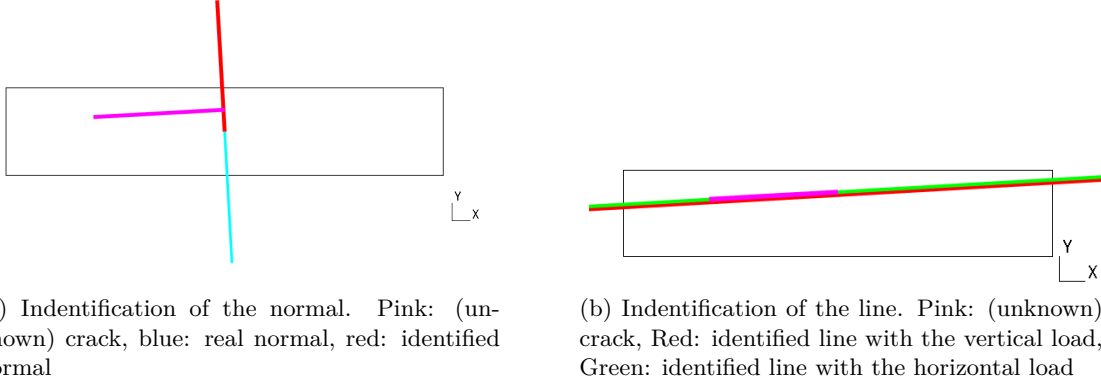 Y
X
) Indentification of the normal. Pink: (un-
nown) crack, blue: real normal, red: identified
ormal
Y
X
(b) Indentification of the line. Pink: (unknown)
crack, Red: identified line with the vertical load,
Green: identified line with the horizontal load